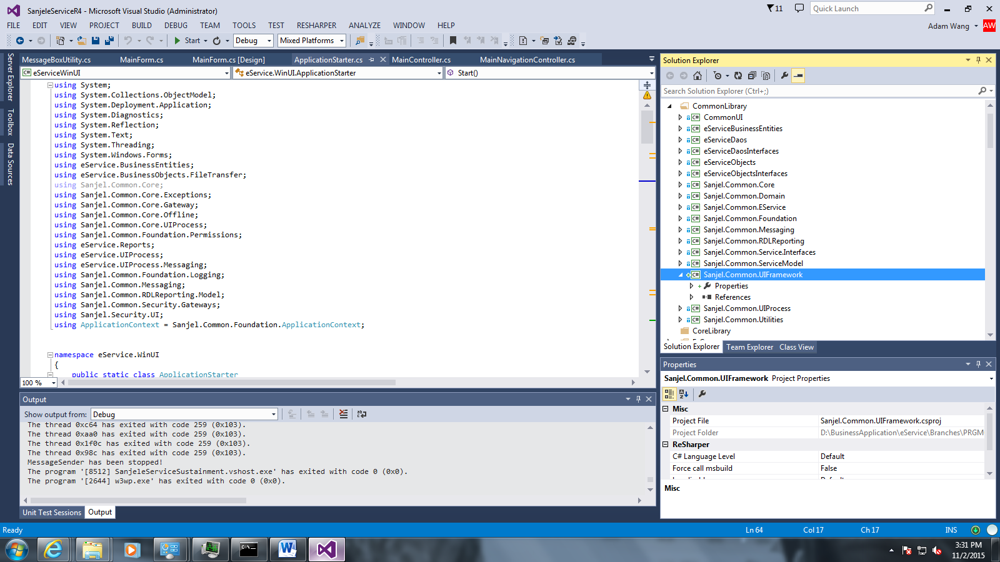 SanjeleServiceR4 - Microsoft Visual Studio (Administrator)
11
Quick Launch
FILE EDIT VIEW PROJECT BUILD DEBUG TEAM TOOLS TEST RESHARPER ANALYZE WINDOW HELP
Adam Wang AW
Start Debug Mixed Platforms
Server Explorer
Toolbox
Data Sources
MessageBoxUtility.cs MainForm.cs MainForm.cs [Design] ApplicationStarter.cs MainController.cs MainNavigationController.cs
eServiceWinUI eService.WinUI.ApplicationStarter Start()
using System;
using System.Collections.ObjectModel;
using System.Deployment.Application;
using System.Diagnostics;
using System.Reflection;
using System.Text;
using System.Threading;
using System.Windows.Forms;
using eService.BusinessEntities;
using eService.BusinessObjects.FileTransfer;
using Sanjel.Common.Core;
using Sanjel.Common.Core.Exceptions;
using Sanjel.Common.Core.Gateway;
using Sanjel.Common.Core.Offline;
using Sanjel.Common.Core.UIProcess;
using Sanjel.Common.Foundation.Permissions;
using eService.Reports;
using eService.UIProcess;
using eService.UIProcess.Messaging;
using Sanjel.Common.Foundation.Logging;
using Sanjel.Common.Messaging;
using Sanjel.Common.RDLReporting.Model;
using Sanjel.Common.Security.Gateways;
using Sanjel.Security.UI;
using ApplicationContext = Sanjel.Common.Foundation.ApplicationContext;
namespace eService.WinUI
{
public static class ApplicationStarter
100 %
Output
Show output from: Debug
The thread 0xc64 has exited with code 259 (0x103).
The thread 0xaa0 has exited with code 259 (0x103).
The thread 0x1f0c has exited with code 259 (0x103).
The thread 0x98c has exited with code 259 (0x103).
MessageSender has been stopped!
The program '[8512] SanjeleServiceSustainment.vshost.exe' has exited with code 0 (0x0).
The program '[2644] w3wp.exe' has exited with code 0 (0x0).
Unit Test Sessions Output
Solution Explorer
Search Solution Explorer (Ctrl+;)
CommonLibrary
C# CommonUI
C# eServiceBusinessEntities
C# eServiceDaos
C# eServiceDaosInterfaces
C# eServiceObjects
C# eServiceObjectsInterfaces
C# Sanjel.Common.Core
C# Sanjel.Common.Domain
C# Sanjel.Common.EService
C# Sanjel.Common.Foundation
C# Sanjel.Common.Messaging
C# Sanjel.Common.RDLReporting
C# Sanjel.Common.Service.Interfaces
C# Sanjel.Common.ServiceModel
C# Sanjel.Common.UIFramework
Properties
References
C# Sanjel.Common.UIProcess
C# Sanjel.Common.Utilities
CoreLibrary
Solution Explorer Team Explorer Class View
Properties
Sanjel.Common.UIFramework Project Properties
Misc
Project File Sanjel.Common.UIFramework.csproj
Project Folder D:\BusinessApplication\eService\Branches\PRGM
ReSharper
C# Language Level Default
Force call msbuild False
Misc
Ready Ln 64 Col 17 Ch 17 INS
3:31 PM
11/2/2015